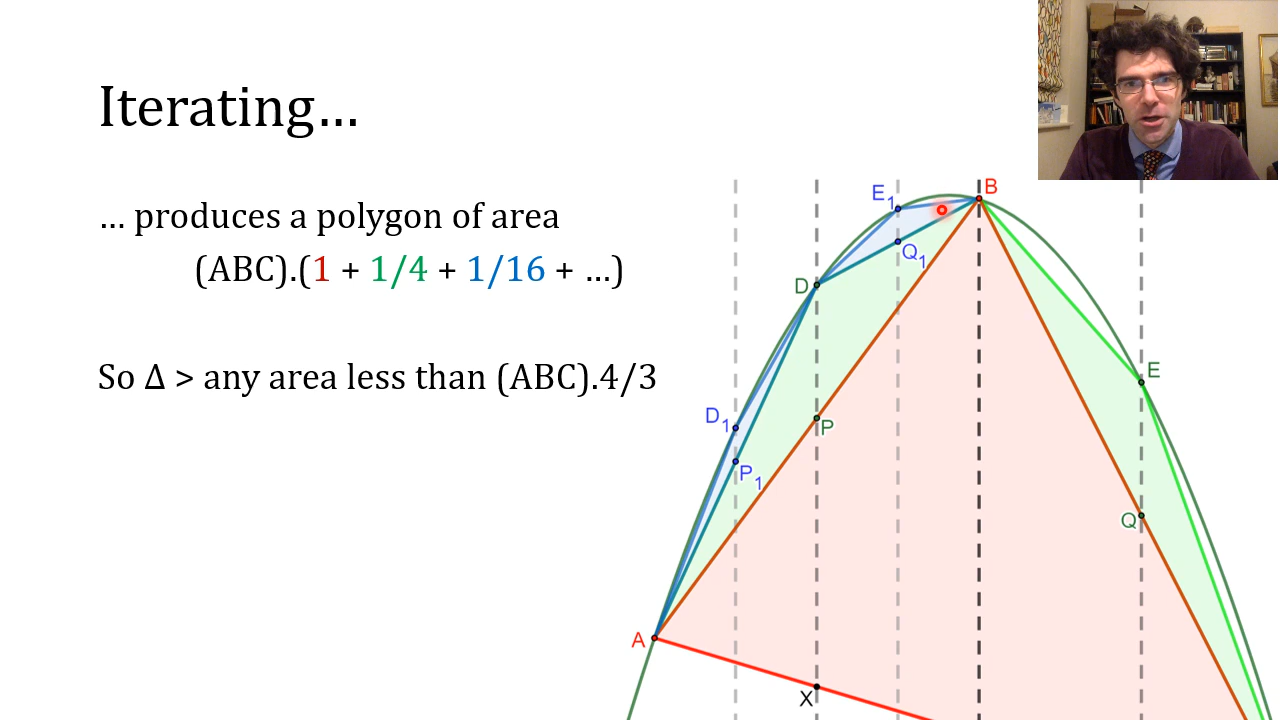 Iterating…
… produces a polygon of area
(ABC).(1 + 1/4 + 1/16 + …)
So Δ > any area less than (ABC).4/3
E1
B
Q1
D
E
D1
P
P1
Q
A
X